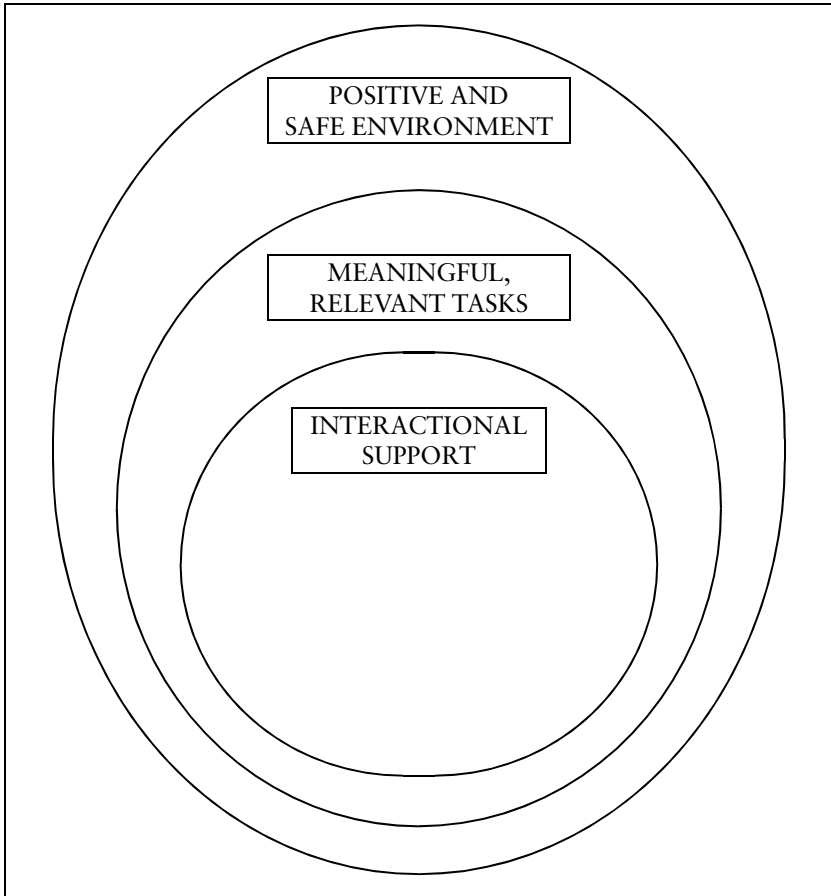 POSITIVE AND
SAFE ENVIRONMENT
MEANINGFUL,
RELEVANT TASKS
INTERACTIONAL
SUPPORT